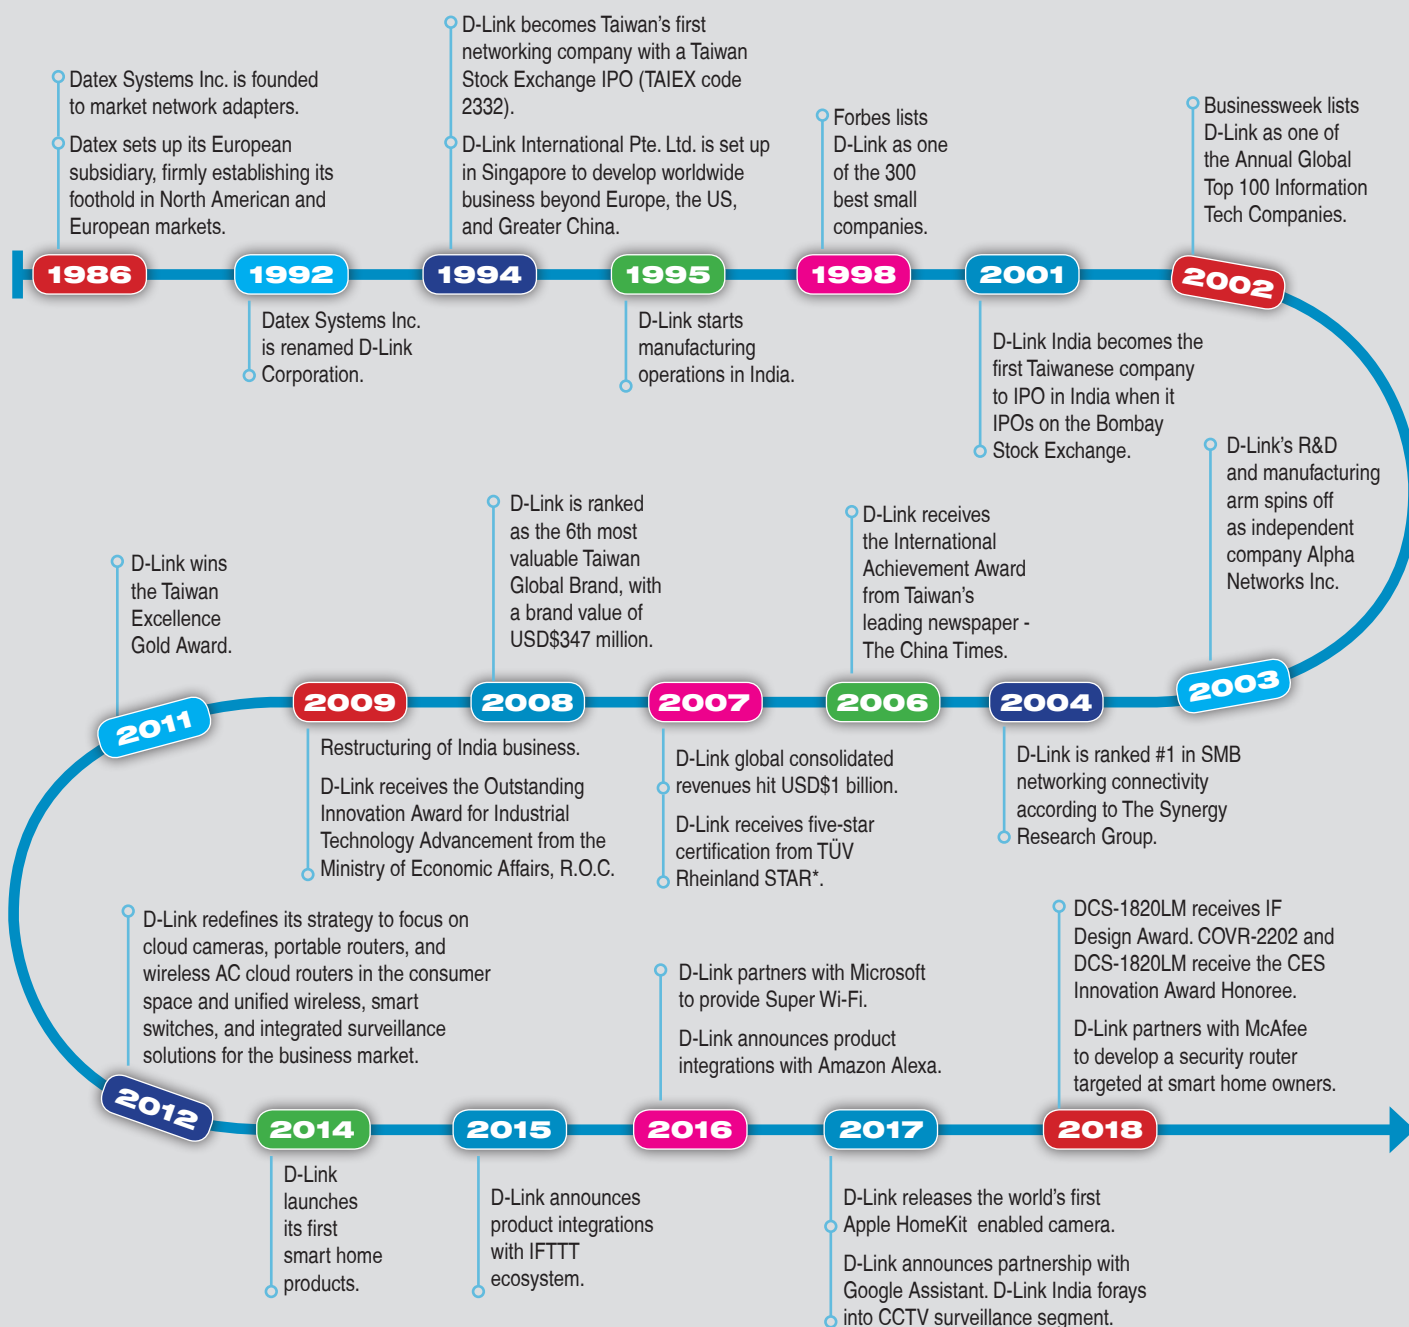 Datex Systems Inc. is founded
to market network adapters.
Datex sets up its European
subsidiary, firmly establishing its
foothold in North American and
European markets.
1986
1992
Datex Systems Inc.
is renamed D-Link
Corporation.
D-Link becomes Taiwan’s first
networking company with a Taiwan
Stock Exchange IPO (TAIEX code
2332).
D-Link International Pte. Ltd. is set up
in Singapore to develop worldwide
business beyond Europe, the US,
and Greater China.
1994
1995
D-Link starts
manufacturing
operations in India.
Forbes lists
D-Link as one
of the 300
best small
companies.
1998
2001
D-Link India becomes the
first Taiwanese company
to IPO in India when it
IPOs on the Bombay
Stock Exchange.
Businessweek lists
D-Link as one of
the Annual Global
Top 100 Information
Tech Companies.
2002
D-Link’s R&D
and manufacturing
arm spins off
as independent
company Alpha
Networks Inc.
2003
2004
D-Link is ranked #1 in SMB
networking connectivity
according to The Synergy
Research Group.
D-Link receives
the International
Achievement Award
from Taiwan’s
leading newspaper -
The China Times.
2006
2007
D-Link global consolidated
revenues hit USD$1 billion.
D-Link receives five-star
certification from TÜV
Rheinland STAR*.
D-Link is ranked
as the 6th most
valuable Taiwan
Global Brand, with
a brand value of
USD$347 million.
2008
2009
Restructuring of India business.
D-Link receives the Outstanding
Innovation Award for Industrial
Technology Advancement from the
Ministry of Economic Affairs, R.O.C.
D-Link wins
the Taiwan
Excellence
Gold Award.
2011
D-Link redefines its strategy to focus on
cloud cameras, portable routers, and
wireless AC cloud routers in the consumer
space and unified wireless, smart
switches, and integrated surveillance
solutions for the business market.
2012
2014
D-Link
launches
its first
smart home
products.
2015
D-Link announces
product integrations
with IFTTT
ecosystem.
D-Link partners with Microsoft
to provide Super Wi-Fi.
D-Link announces product
integrations with Amazon Alexa.
2016
2017
D-Link releases the world’s first
Apple HomeKit enabled camera.
D-Link announces partnership with
Google Assistant. D-Link India forays
into CCTV surveillance segment.
DCS-1820LM receives IF
Design Award. COVR-2202 and
DCS-1820LM receive the CES
Innovation Award Honoree.
D-Link partners with McAfee
to develop a security router
targeted at smart home owners.
2018